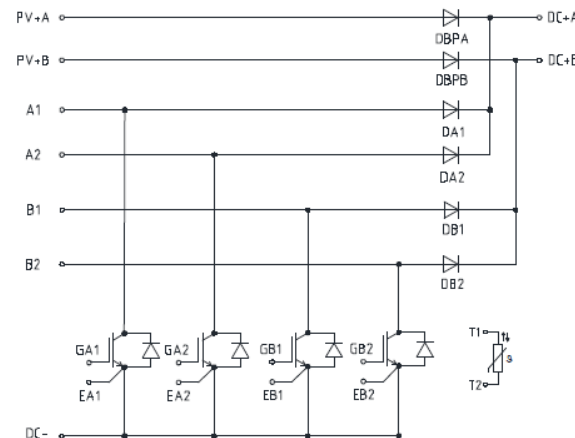 PV+A DC+A
DBPA
PV+B DC+B
DBPB
A1
DA1
A2
DA2
B1
DB1
B2
DB2
GA1 GA2 GB1 GB2 T1
EA1 EA2 EB1 EB2 T2
DC-